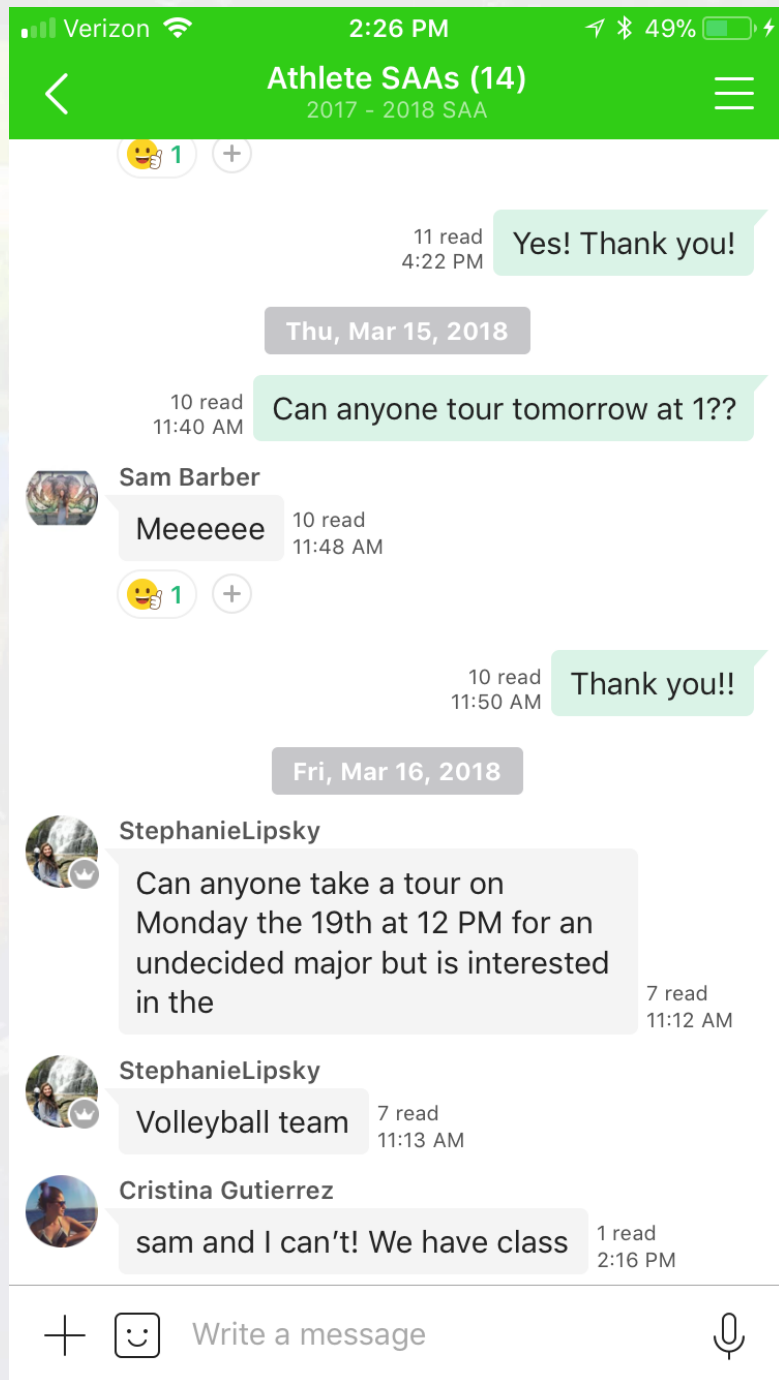 Verizon 2:26 PM 49%
Athlete SAAs (14)
2017 - 2018 SAA
1
11 read
4:22 PM
Yes! Thank you!
Thu, Mar 15, 2018
10 read
11:40 AM
Can anyone tour tomorrow at 1??
Sam Barber
Meeeeee
10 read
11:48 AM
1
10 read
11:50 AM
Thank you!!
Fri, Mar 16, 2018
StephanieLipsky
Can anyone take a tour on
Monday the 19th at 12 PM for an
undecided major but is interested
in the
7 read
11:12 AM
StephanieLipsky
Volleyball team
7 read
11:13 AM
Cristina Gutierrez
sam and I can't! We have class
1 read
2:16 PM
Write a message